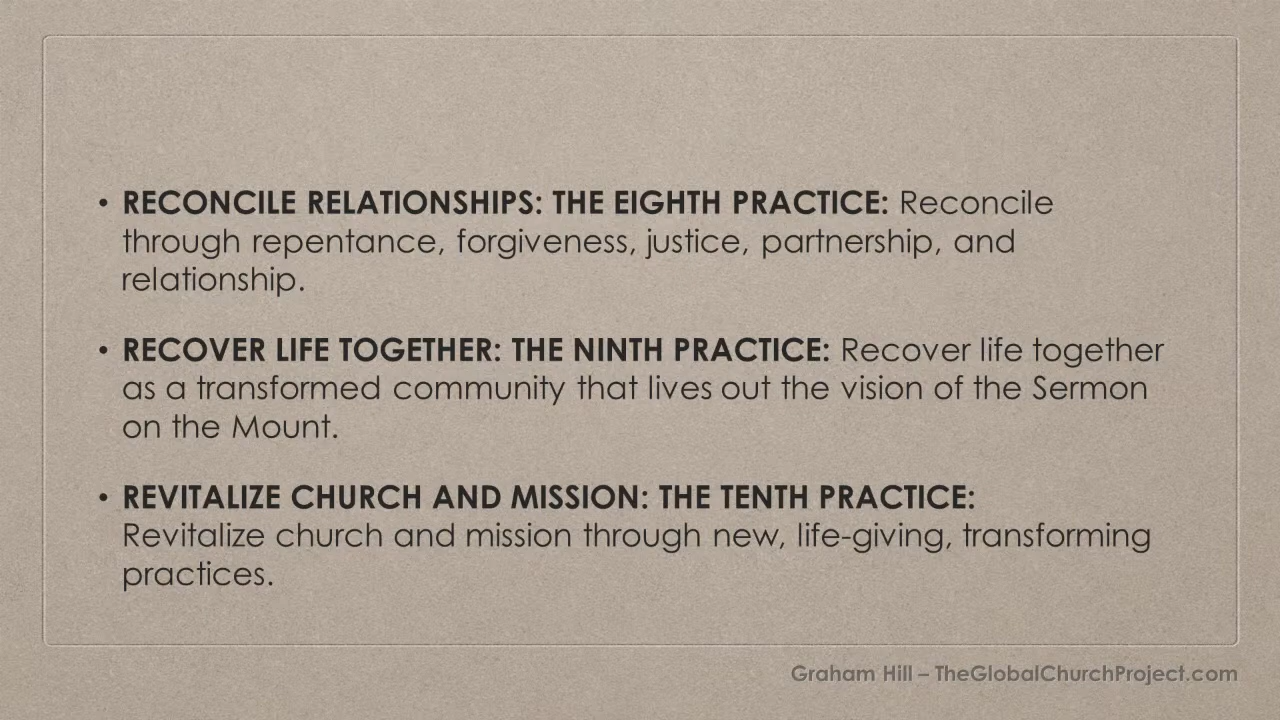 • RECONCILE RELATIONSHIPS: THE EIGHTH PRACTICE: Reconcile
through repentance, forgiveness, justice, partnership, and
relationship.
• RECOVER LIFE TOGETHER: THE NINTH PRACTICE: Recover life together
as a transformed community that lives out the vision of the Sermon
on the Mount.
• REVITALIZE CHURCH AND MISSION: THE TENTH PRACTICE:
Revitalize church and mission through new, life-giving, transforming
practices.
Graham Hill – TheGlobalChurchProject.com